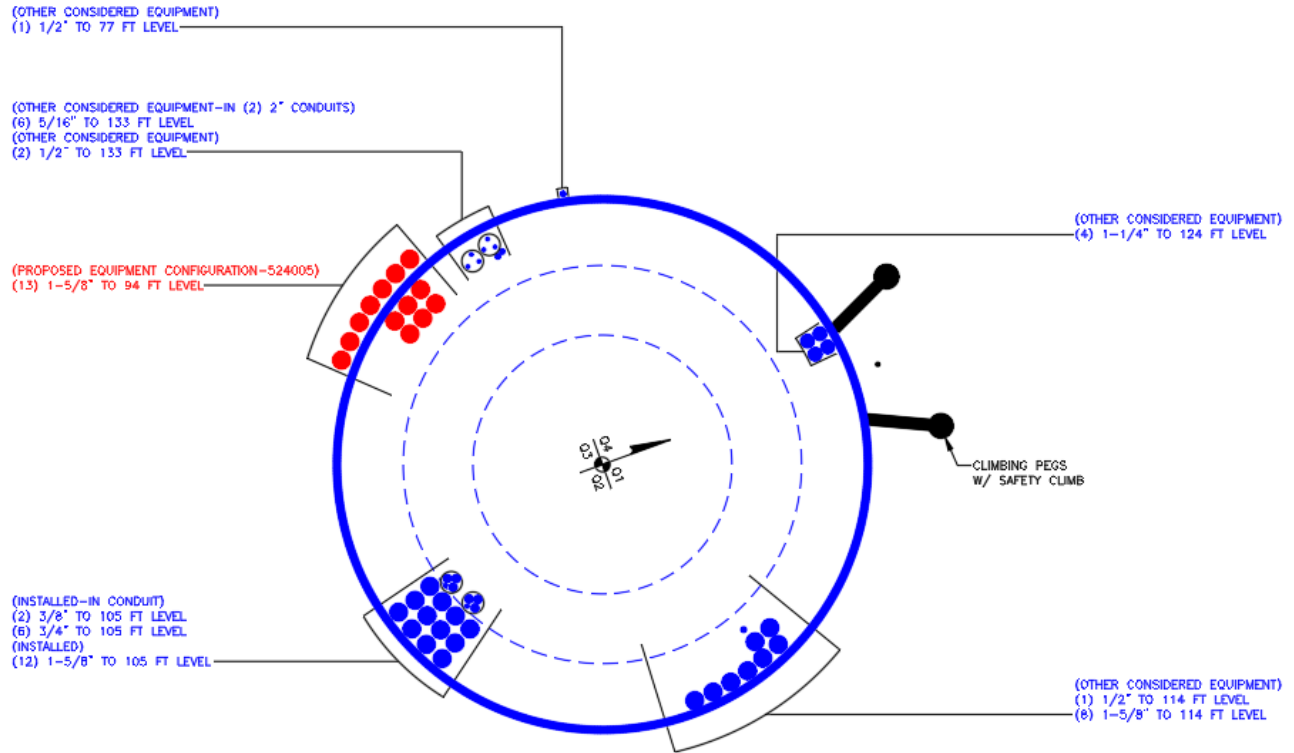 (OTHER CONSIDERED EQUIPMENT)
(1) 1/2" TO 77 FT LEVEL
(OTHER CONSIDERED EQUIPMENT-IN (2) 2" CONDUITS)
(6) 5/16" TO 133 FT LEVEL
(OTHER CONSIDERED EQUIPMENT)
(2) 1/2" TO 133 FT LEVEL
(OTHER CONSIDERED EQUIPMENT)
(4) 1-1/4" TO 124 FT LEVEL
(PROPOSED EQUIPMENT CONFIGURATION-524005)
(13) 1-5/8" TO 94 FT LEVEL
Q3 Q4
Q2 Q1
CLIMBING PEGS
W/ SAFETY CLIMB
(INSTALLED-IN CONDUIT)
(2) 3/8" TO 105 FT LEVEL
(6) 3/4" TO 105 FT LEVEL
(INSTALLED)
(12) 1-5/8" TO 105 FT LEVEL
(OTHER CONSIDERED EQUIPMENT)
(1) 1/2" TO 114 FT LEVEL
(8) 1-5/8" TO 114 FT LEVEL